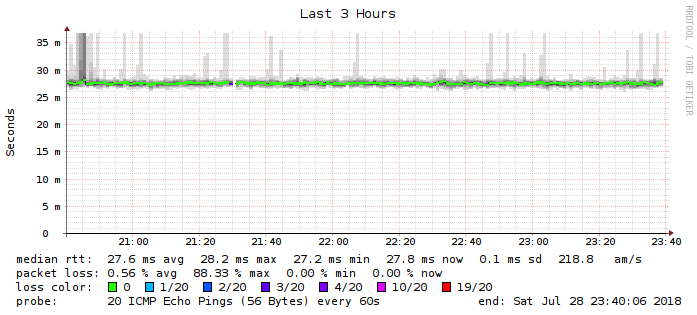 Last 3 Hours
RRDTOOL / TOBI OETIKER
Seconds
35 m
30 m
25 m
20 m
15 m
10 m
5 m
0
21:00 21:20 21:40 22:00 22:20 22:40 23:00 23:20 23:40
median rtt: 27.6 ms avg 28.2 ms max 27.2 ms min 27.8 ms now 0.1 ms sd 218.8 am/s
packet loss: 0.56 % avg 88.33 % max 0.00 % min 0.00 % now
loss color: 0 1/20 2/20 3/20 4/20 10/20 19/20
probe: 20 ICMP Echo Pings (56 Bytes) every 60s end: Sat Jul 28 23:40:06 2018